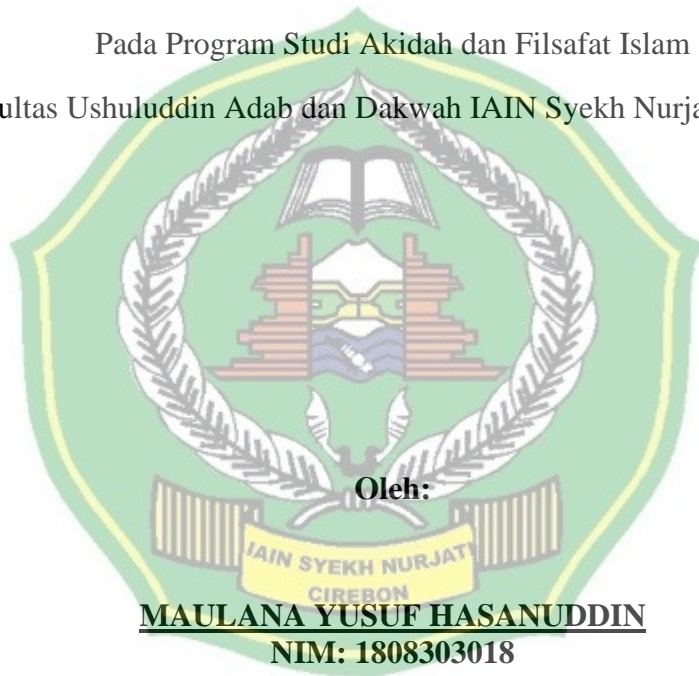 Pada Program Studi Akidah dan Filsafat Islam
ultas Ushuluddin Adab dan Dakwah IAIN Syekh Nurja
Oleh:
IAIN SYEKH NURJATI
CIREBON
MAULANA YUSUF HASANUDDIN
NIM: 1808303018